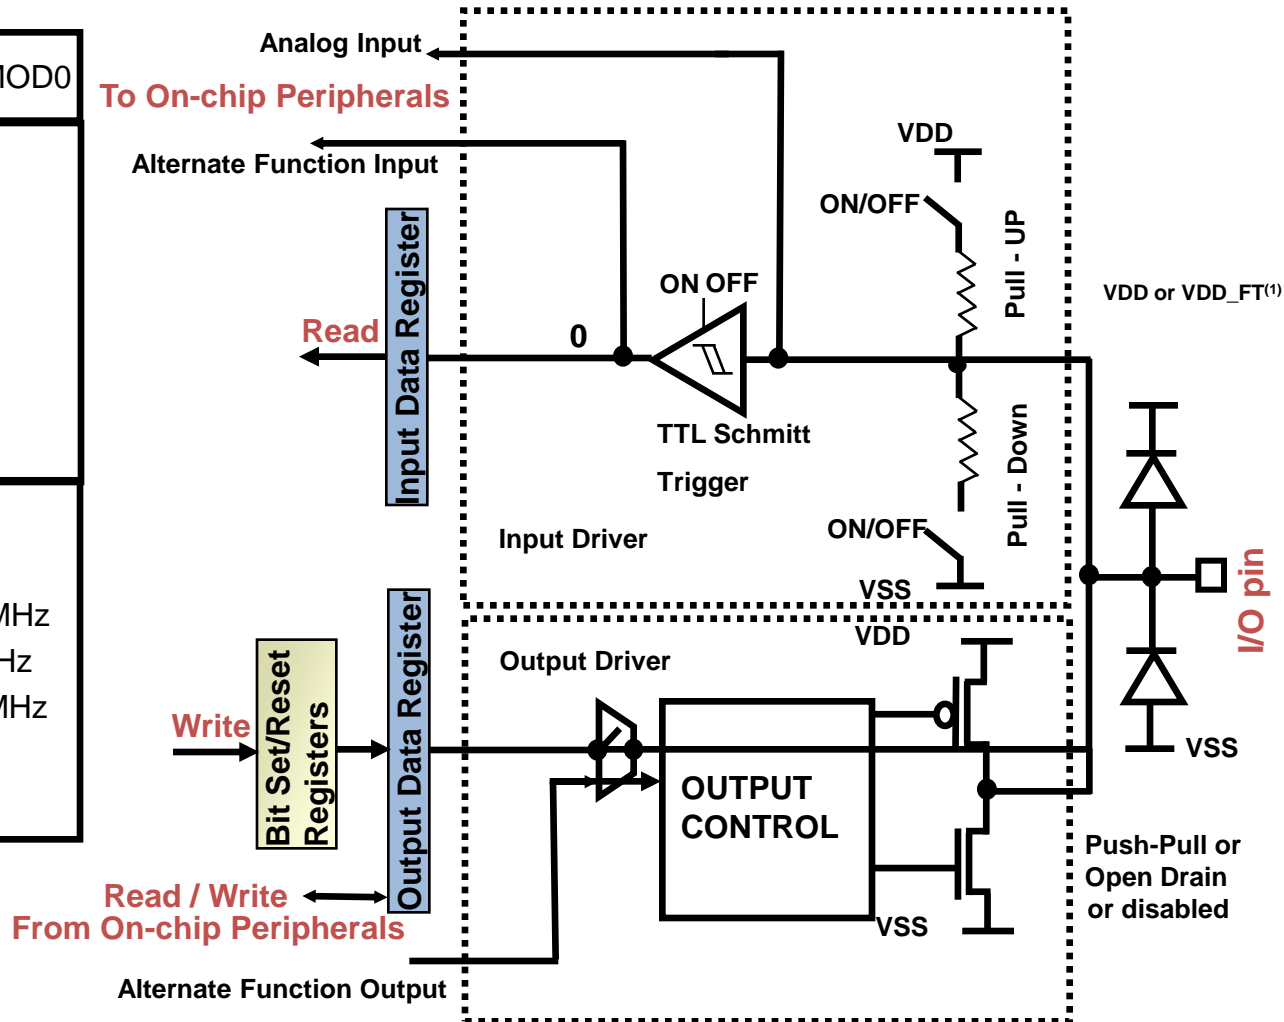 Analog Input
MOD0
To On-chip Peripherals
VDD
Alternate Function Input
ON/OFF
Pull - UP
Input Data Register
ON OFF
VDD or VDD_FT(1)
Read
0
TTL Schmitt
Trigger
Pull - Down
Input Driver
ON/OFF
VSS
I/O pin
MHz
Hz
MHz
VDD
Output Driver
Bit Set/Reset
Registers
Output Data Register
Write
VSS
OUTPUT
CONTROL
Push-Pull or
Open Drain
or disabled
Read / Write
From On-chip Peripherals
VSS
Alternate Function Output